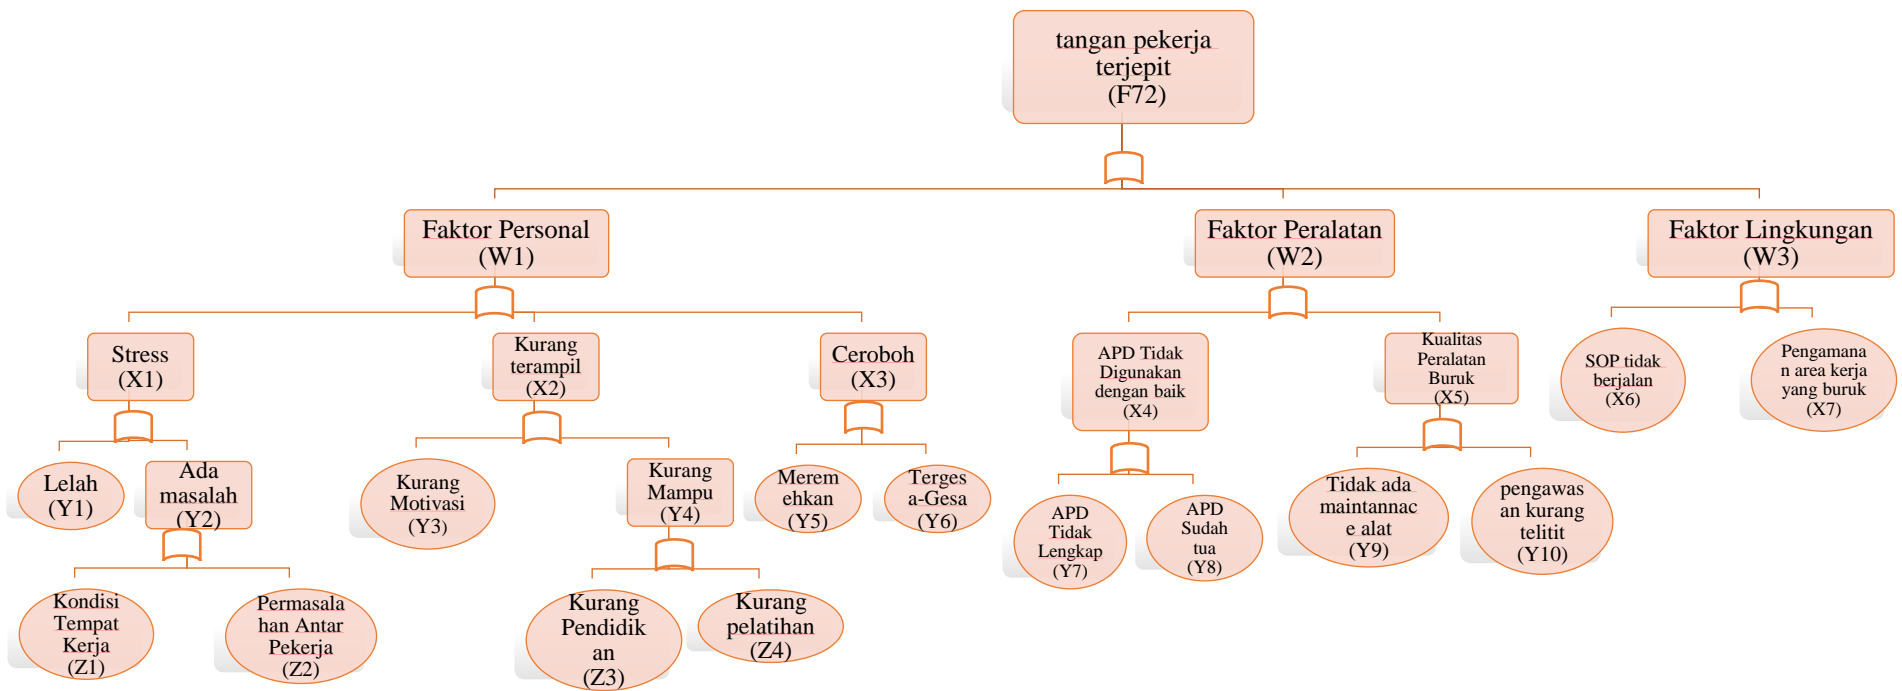 tangan pekerja
terjepit
(F72)
Faktor Personal
(W1)
Faktor Peralatan
(W2)
Faktor Lingkungan
(W3)
Stress
(X1)
Kurang
terampil
(X2)
Ceroboh
(X3)
APD Tidak
Digunakan
dengan baik
(X4)
Kualitas
Peralatan
Buruk
(X5)
SOP tidak
berjalan
(X6)
Pengamana
n area kerja
yang buruk
(X7)
Lelah
(Y1)
Ada
masalah
(Y2)
Kurang
Motivasi
(Y3)
Kurang
Mampu
(Y4)
Merem
ehkan
(Y5)
Terges
a-Gesa
(Y6)
APD
Tidak
Lengkap
(Y7)
APD
Sudah
tua
(Y8)
Tidak ada
maintannac
e alat
(Y9)
pengawas
an kurang
telitit
(Y10)
Kondisi
Tempat
Kerja
(Z1)
Permasala
han Antar
Pekerja
(Z2)
Kurang
Pendidik
an
(Z3)
Kurang
pelatihan
(Z4)